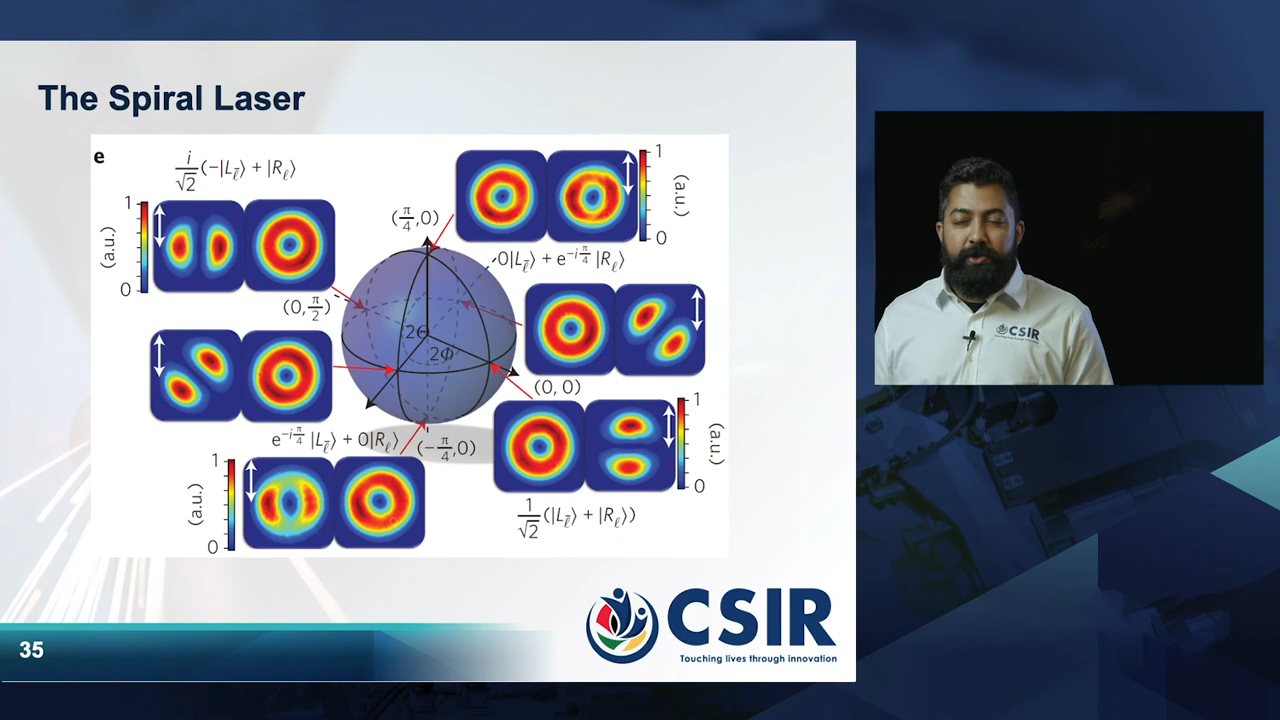 The Spiral Laser
e
i/√2 (-|L_ℓ̄⟩ + |R_ℓ⟩)
1
(a.u.)
0
(π/4,0)
1
(a.u.)
0
0|L_ℓ̄⟩ + e^{-iπ/4} |R_ℓ⟩
(0,π/2)
2Θ
2Φ
(0, 0)
e^{-iπ/4} |L_ℓ̄⟩ + 0|R_ℓ⟩
(-π/4,0)
1
(a.u.)
0
1
(a.u.)
0
1/√2 (|L_ℓ̄⟩ + |R_ℓ⟩)
CSIR
CSIR
Touching lives through innovation
35